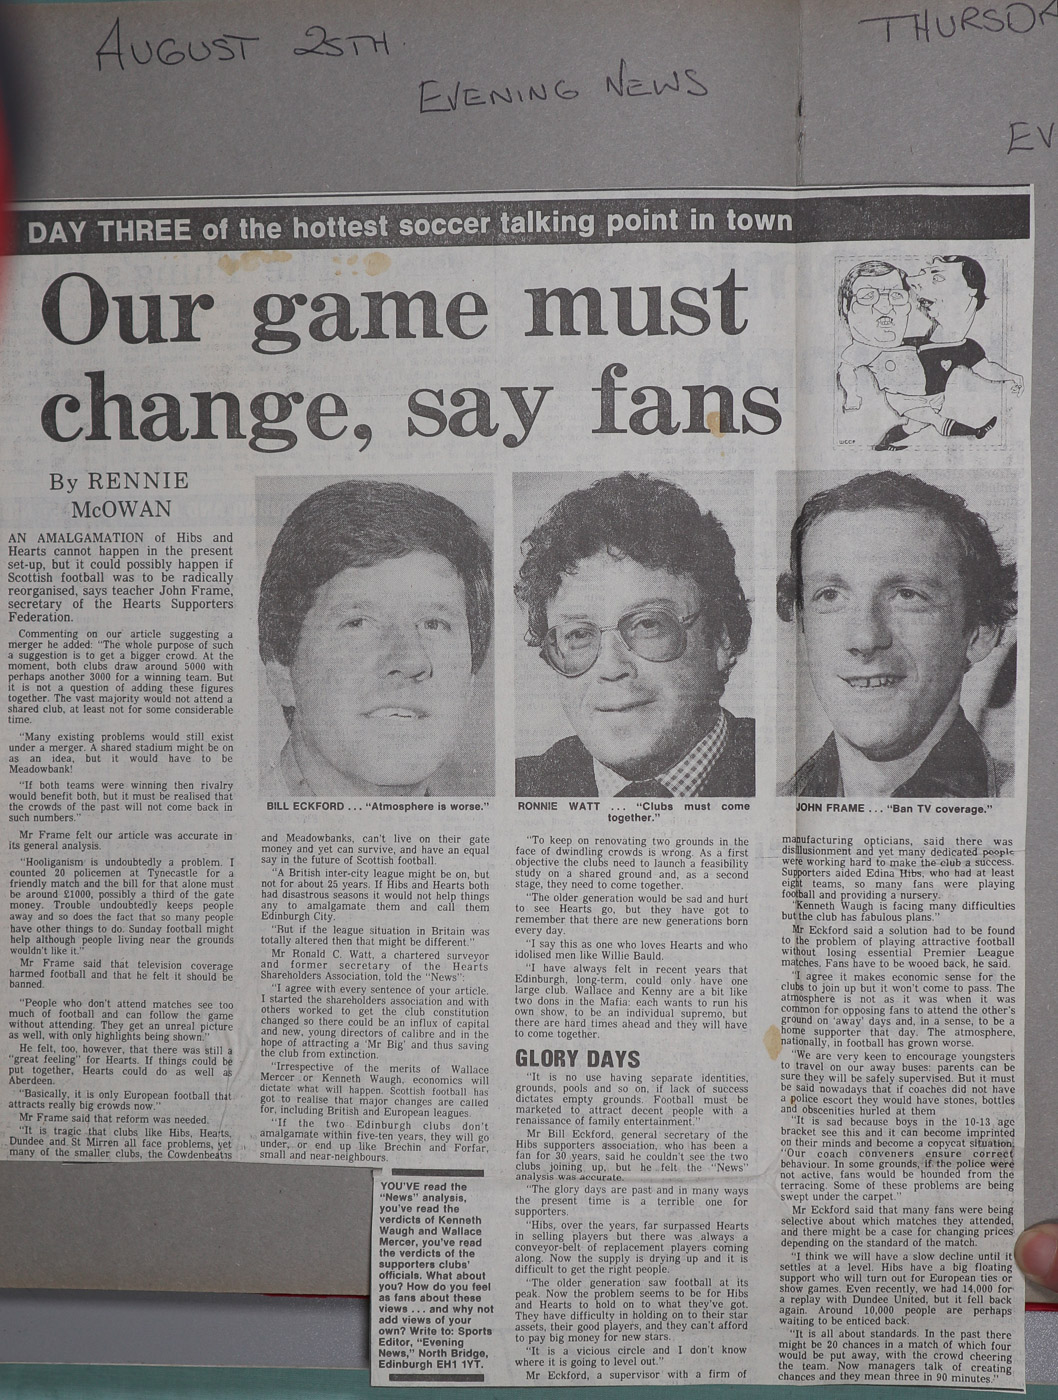 AUGUST 25TH.
EVENING NEWS
THURSDA
EV
DAY THREE of the hottest soccer talking point in town
Our game must
change, say fans
By RENNIE
McOWAN
AN AMALGAMATION of Hibs and
Hearts cannot happen in the present
set-up, but it could possibly happen if
Scottish football was to be radically
reorganised, says teacher John Frame,
secretary of the Hearts Supporters
Federation.
Commenting on our article suggesting a
merger he added: "The whole purpose of such
a suggestion is to get a bigger crowd. At the
moment, both clubs draw around 5000 with
perhaps another 3000 for a winning team. But
it is not a question of adding these figures
together. The vast majority would not attend a
shared club, at least not for some considerable
time.
"Many existing problems would still exist
under a merger. A shared stadium might be on
as an idea, but it would have to be
Meadowbank!
"If both teams were winning then rivalry
would benefit both, but it must be realised that
the crowds of the past will not come back in
such numbers."
Mr Frame felt our article was accurate in
its general analysis.
"Hooliganism is undoubtedly a problem. I
counted 20 policemen at Tynecastle for a
friendly match and the bill for that alone must
be around £1000, possibly a third of the gate
money. Trouble undoubtedly keeps people
away and so does the fact that so many people
have other things to do. Sunday football might
help although people living near the grounds
wouldn't like it."
Mr Frame said that television coverage
harmed football and that he felt it should be
banned.
"People who don't attend matches see too
much of football and can follow the game
without attending. They get an unreal picture
as well, with only highlights being shown."
He felt, too, however, that there was still a
"great feeling" for Hearts. If things could be
put together, Hearts could do as well as
Aberdeen.
"Basically, it is only European football that
attracts really big crowds now."
Mr Frame said that reform was needed.
"It is tragic that clubs like Hibs, Hearts,
Dundee and St Mirren all face problems, yet
many of the smaller clubs, the Cowdenbeaths
BILL ECKFORD ... "Atmosphere is worse."
and Meadowbanks, can't live on their gate
money and yet can survive, and have an equal
say in the future of Scottish football.
"A British inter-city league might be on, but
not for about 25 years. If Hibs and Hearts both
had disastrous seasons it would not help things
any to amalgamate them and call them
Edinburgh City.
"But if the league situation in Britain was
totally altered then that might be different."
Mr Ronald C. Watt, a chartered surveyor
and former secretary of the Hearts
Shareholders Association, told the "News":
"I agree with every sentence of your article.
I started the shareholders association and with
others worked to get the club constitution
changed so there could be an influx of capital
and new, young directors of calibre and in the
hope of attracting a 'Mr Big' and thus saving
the club from extinction.
"Irrespective of the merits of Wallace
Mercer or Kenneth Waugh, economics will
dictate what will happen. Scottish football has
got to realise that major changes are called
for, including British and European leagues.
"If the two Edinburgh clubs don't
amalgamate within five-ten years, they will go
under, or end up like Brechin and Forfar,
small and near-neighbours.
YOU'VE read the
"News" analysis,
you've read the
verdicts of Kenneth
Waugh and Wallace
Mercer, you've read
the verdicts of the
supporters clubs'
officials. What about
you? How do you feel
as fans about these
views ... and why not
add views of your
own? Write to: Sports
Editor, "Evening
News," North Bridge,
Edinburgh EH1 1YT.
RONNIE WATT ... "Clubs must come
together."
"To keep on renovating two grounds in the
face of dwindling crowds is wrong. As a first
objective the clubs need to launch a feasibility
study on a shared ground and, as a second
stage, they need to come together.
"The older generation would be sad and hurt
to see Hearts go, but they have got to
remember that there are new generations born
every day.
"I say this as one who loves Hearts and who
idolised men like Willie Bauld.
"I have always felt in recent years that
Edinburgh, long-term, could only have one
large club. Wallace and Kenny are a bit like
two dons in the Mafia: each wants to run his
own show, to be an individual supremo, but
there are hard times ahead and they will have
to come together.
GLORY DAYS
"It is no use having separate identities,
grounds, pools and so on, if lack of success
dictates empty grounds. Football must be
marketed to attract decent people with a
renaissance of family entertainment."
Mr Bill Eckford, general secretary of the
Hibs supporters association, who has been a
fan for 30 years, said he couldn't see the two
clubs joining up, but he felt the "News"
analysis was accurate.
"The glory days are past and in many ways
the present time is a terrible one for
supporters.
"Hibs, over the years, far surpassed Hearts
in selling players but there was always a
conveyor-belt of replacement players coming
along. Now the supply is drying up and it is
difficult to get the right people.
"The older generation saw football at its
peak. Now the problem seems to be for Hibs
and Hearts to hold on to what they've got.
They have difficulty in holding on to their star
assets, their good players, and they can't afford
to pay big money for new stars.
"It is a vicious circle and I don't know
where it is going to level out."
Mr Eckford, a supervisor with a firm of
JOHN FRAME ... "Ban TV coverage."
manufacturing opticians, said there was
disillusionment and yet many dedicated people
were working hard to make the club a success.
Supporters aided Edina Hibs, who had at least
eight teams, so many fans were playing
football and providing a nursery.
"Kenneth Waugh is facing many difficulties
but the club has fabulous plans."
Mr Eckford said a solution had to be found
to the problem of playing attractive football
without losing essential Premier League
matches. Fans have to be wooed back, he said.
"I agree it makes economic sense for the
clubs to join up but it won't come to pass. The
atmosphere is not as it was when it was
common for opposing fans to attend the other's
ground on 'away' days and, in a sense, to be a
home supporter that day. The atmosphere,
nationally, in football has grown worse.
"We are very keen to encourage youngsters
to travel on our away buses: parents can be
sure they will be safely supervised. But it must
be said nowadays that if coaches did not have
a police escort they would have stones, bottles
and obscenities hurled at them
"It is sad because boys in the 10-13 age
bracket see this and it can become imprinted
on their minds and become a copycat situation.
"Our coach conveners ensure correct
behaviour. In some grounds, if the police were
not active, fans would be hounded from the
terracing. Some of these problems are being
swept under the carpet."
Mr Eckford said that many fans were being
selective about which matches they attended,
and there might be a case for changing prices
depending on the standard of the match.
"I think we will have a slow decline until it
settles at a level. Hibs have a big floating
support who will turn out for European ties or
show games. Even recently, we had 14,000 for
a replay with Dundee United, but it fell back
again. Around 10,000 people are perhaps
waiting to be enticed back.
"It is all about standards. In the past there
might be 20 chances in a match of which four
would be put away, with the crowd cheering
the team. Now managers talk of creating
chances and they mean three in 90 minutes."